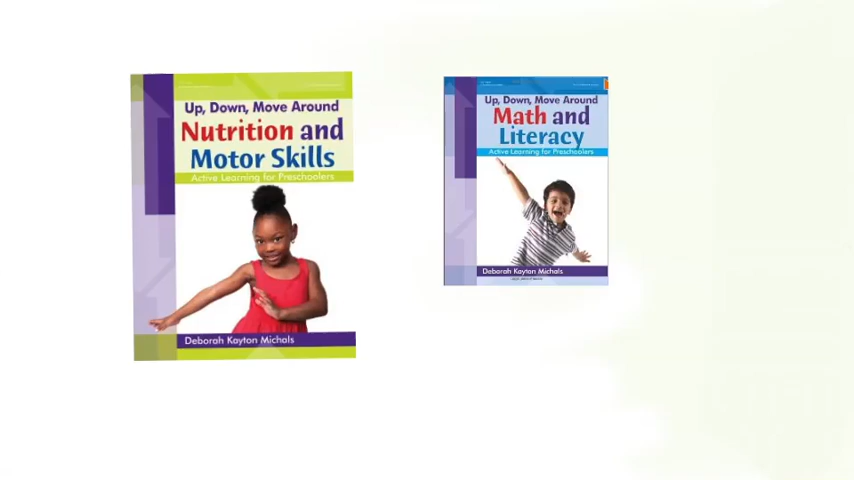 Up, Down, Move Around
Nutrition and
Motor Skills
Active Learning for Preschoolers
Deborah Kayton Michals
Up, Down, Move Around
Math and
Literacy
Active Learning for Preschoolers
Deborah Kayton Michals